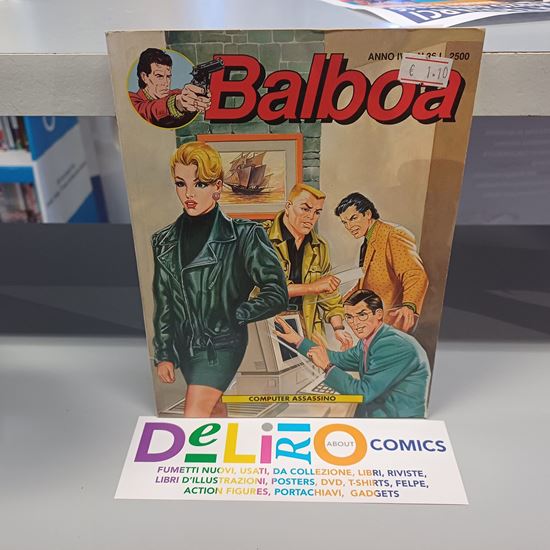 ANNO IV
2500
€ 1.10
Balboa
COMPUTER ASSASSINO
DeLiRiO
ABOUT
COMICS
FUMETTI NUOVI, USATI, DA COLLEZIONE, LIBRI, RIVISTE,
LIBRI D'ILLUSTRAZIONI, POSTERS, DVD, T-SHIRTS, FELPE,
ACTION FIGURES, PORTACHIAVI, GADGETS